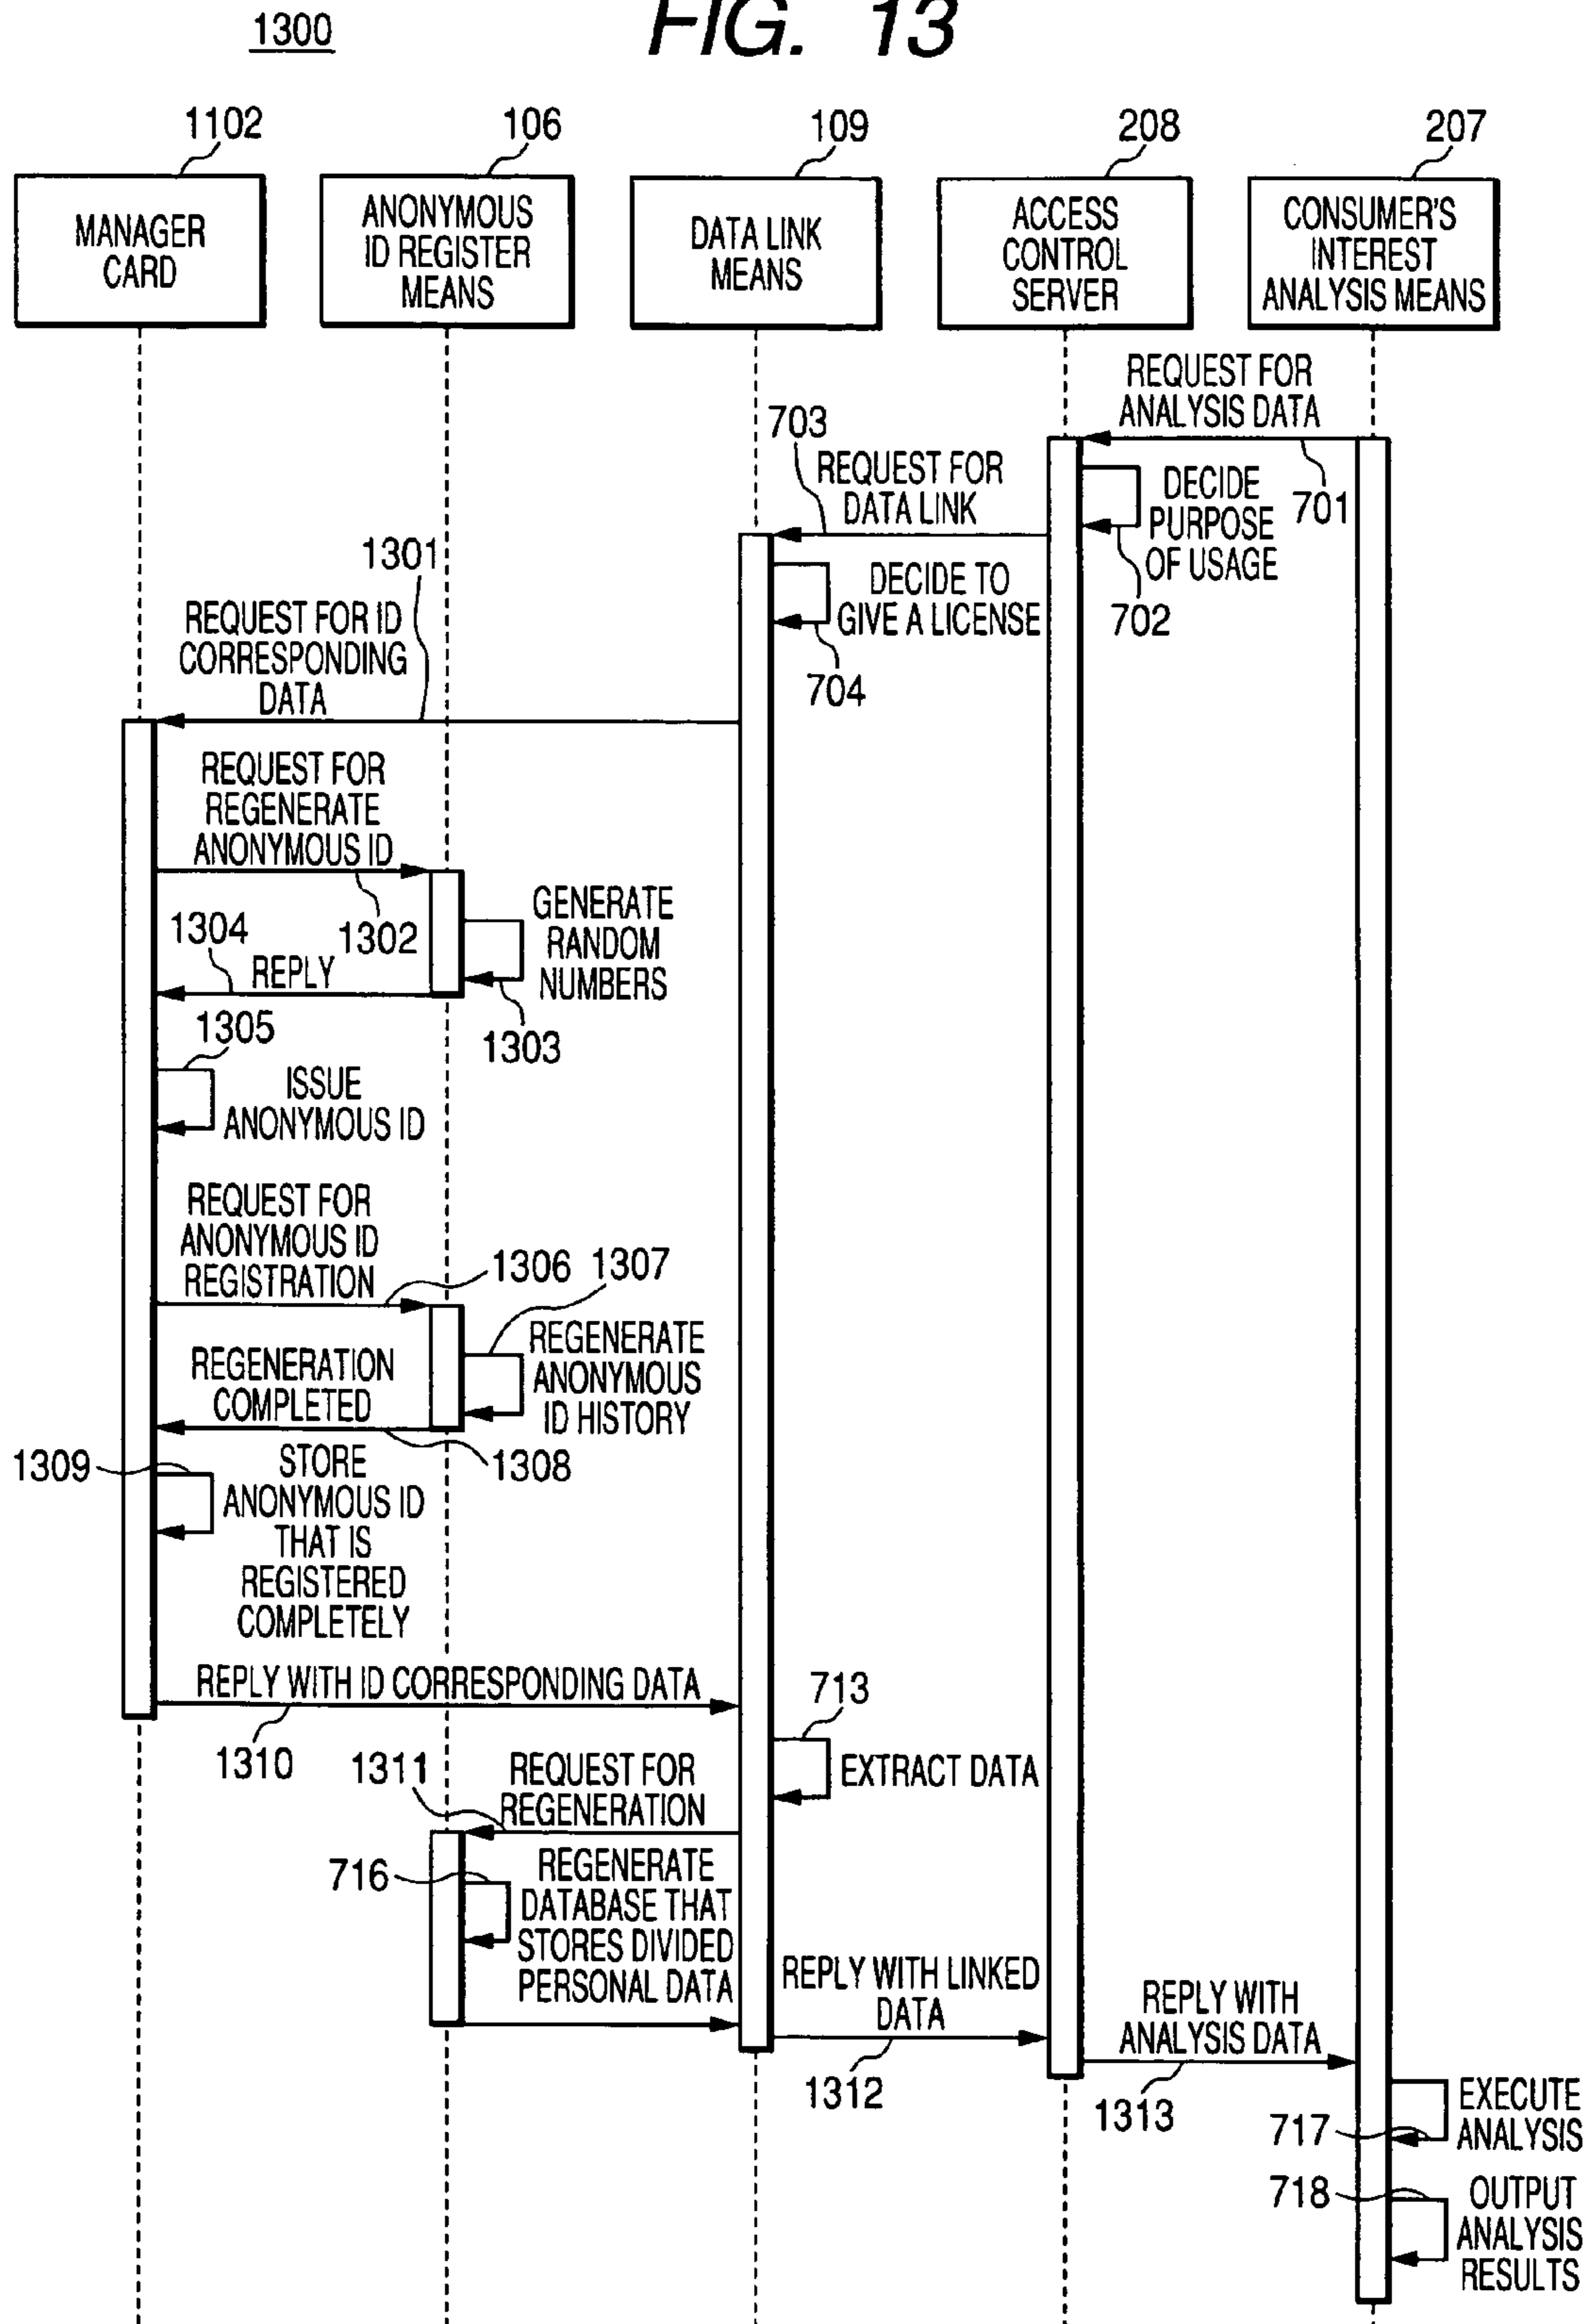 1300
FIG. 13
1102
106
109
208
207
MANAGER
CARD
ANONYMOUS
ID REGISTER
MEANS
DATA LINK
MEANS
ACCESS
CONTROL
SERVER
CONSUMER'S
INTEREST
ANALYSIS MEANS
REQUEST FOR
ANALYSIS DATA
701
703
REQUEST FOR
DATA LINK
DECIDE
PURPOSE
OF USAGE
702
1301
DECIDE TO
GIVE A LICENSE
704
REQUEST FOR ID
CORRESPONDING
DATA
REQUEST FOR
REGENERATE
ANONYMOUS ID
1302
GENERATE
RANDOM
NUMBERS
1303
1304
REPLY
1305
ISSUE
ANONYMOUS ID
REQUEST FOR
ANONYMOUS ID
REGISTRATION
1306
1307
REGENERATE
ANONYMOUS
ID HISTORY
REGENERATION
COMPLETED
1308
1309
STORE
ANONYMOUS ID
THAT IS
REGISTERED
COMPLETELY
REPLY WITH ID CORRESPONDING DATA
1310
713
EXTRACT DATA
1311
REQUEST FOR
REGENERATION
716
REGENERATE
DATABASE THAT
STORES DIVIDED
PERSONAL DATA
REPLY WITH LINKED
DATA
1312
REPLY WITH
ANALYSIS DATA
1313
717
EXECUTE
ANALYSIS
718
OUTPUT
ANALYSIS
RESULTS